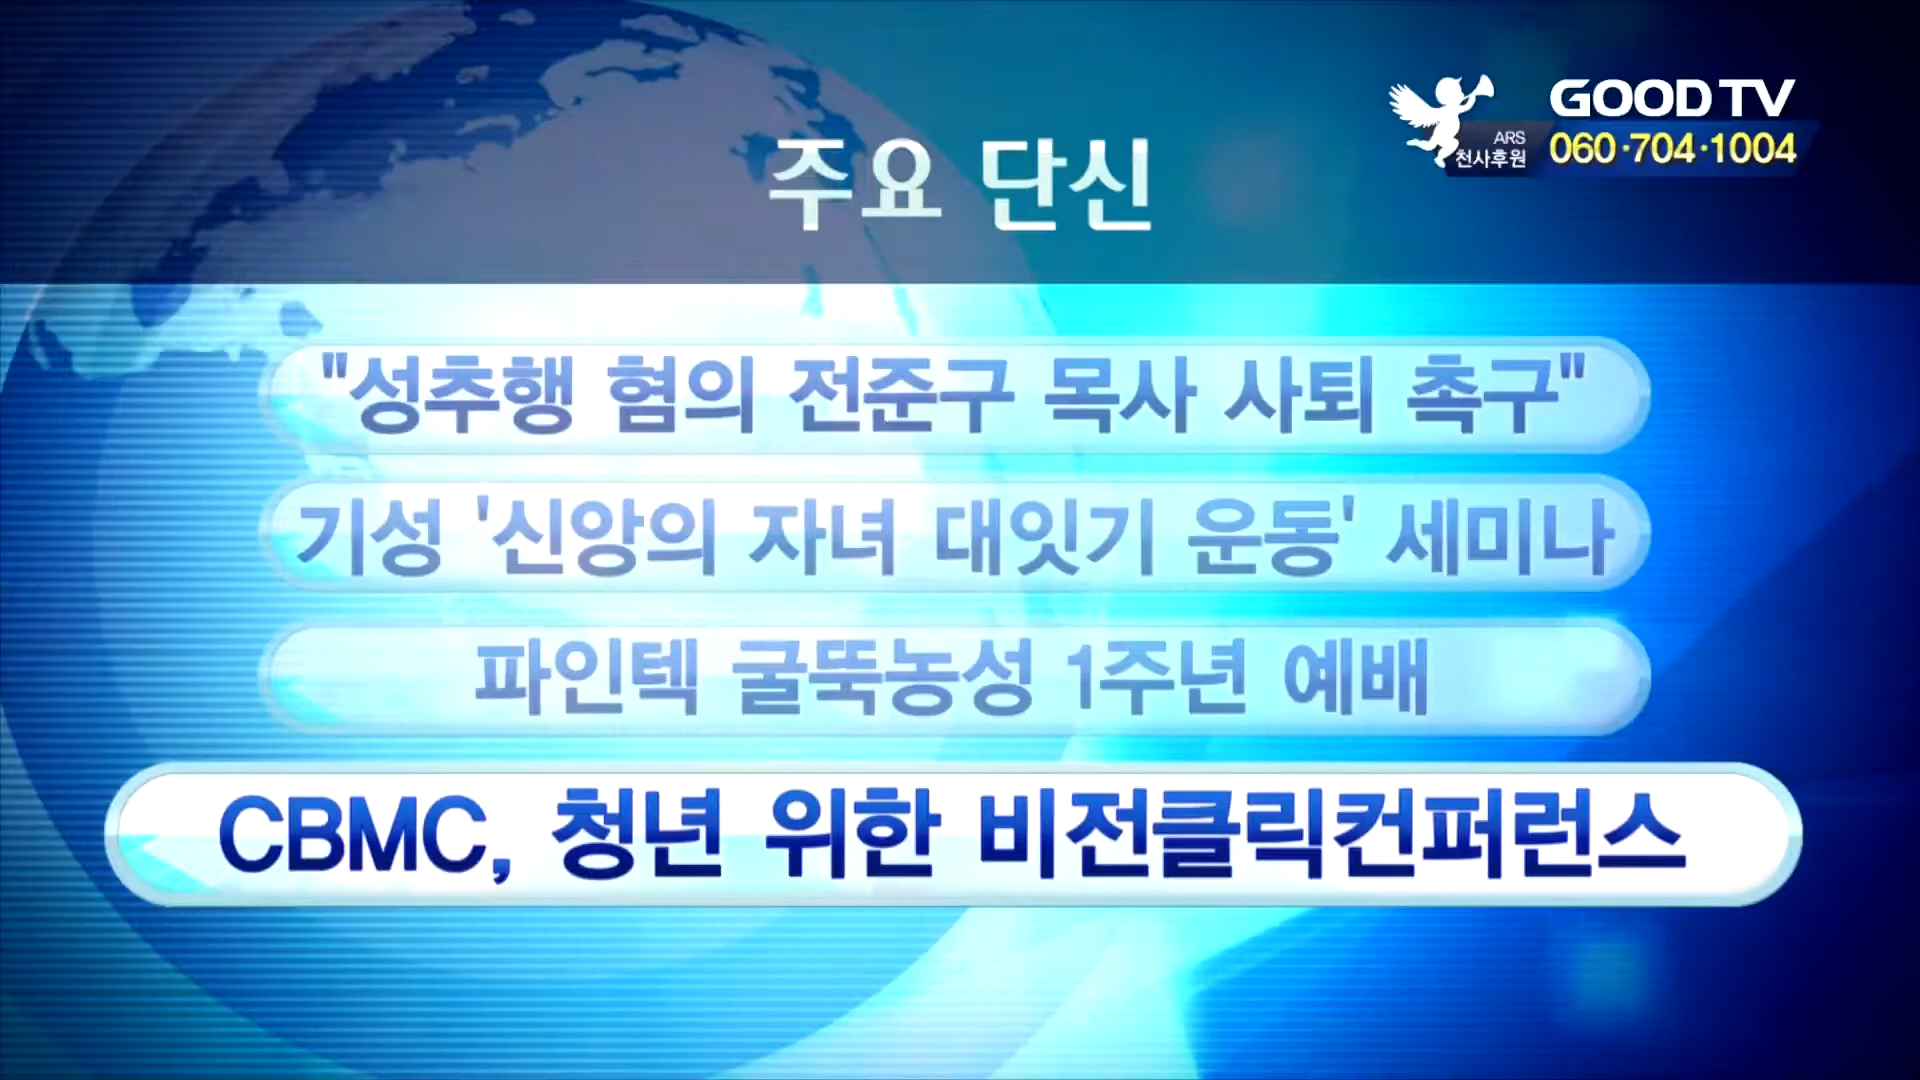 GOOD TV
ARS
천사후원 060·704·1004
주요 단신
"성추행 혐의 전준구 목사 사퇴 촉구"
기성 '신앙의 자녀 대잇기 운동' 세미나
파인텍 굴뚝농성 1주년 예배
CBMC, 청년 위한 비전클릭컨퍼런스